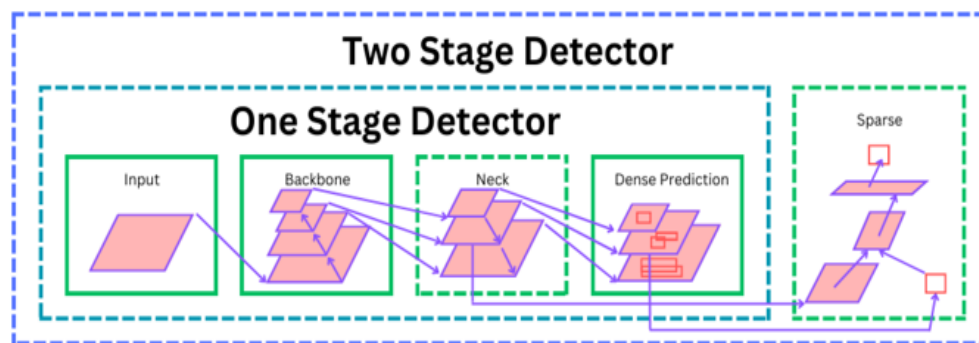 Two Stage Detector
One Stage Detector
Input
Backbone
Neck
Dense Prediction
Sparse